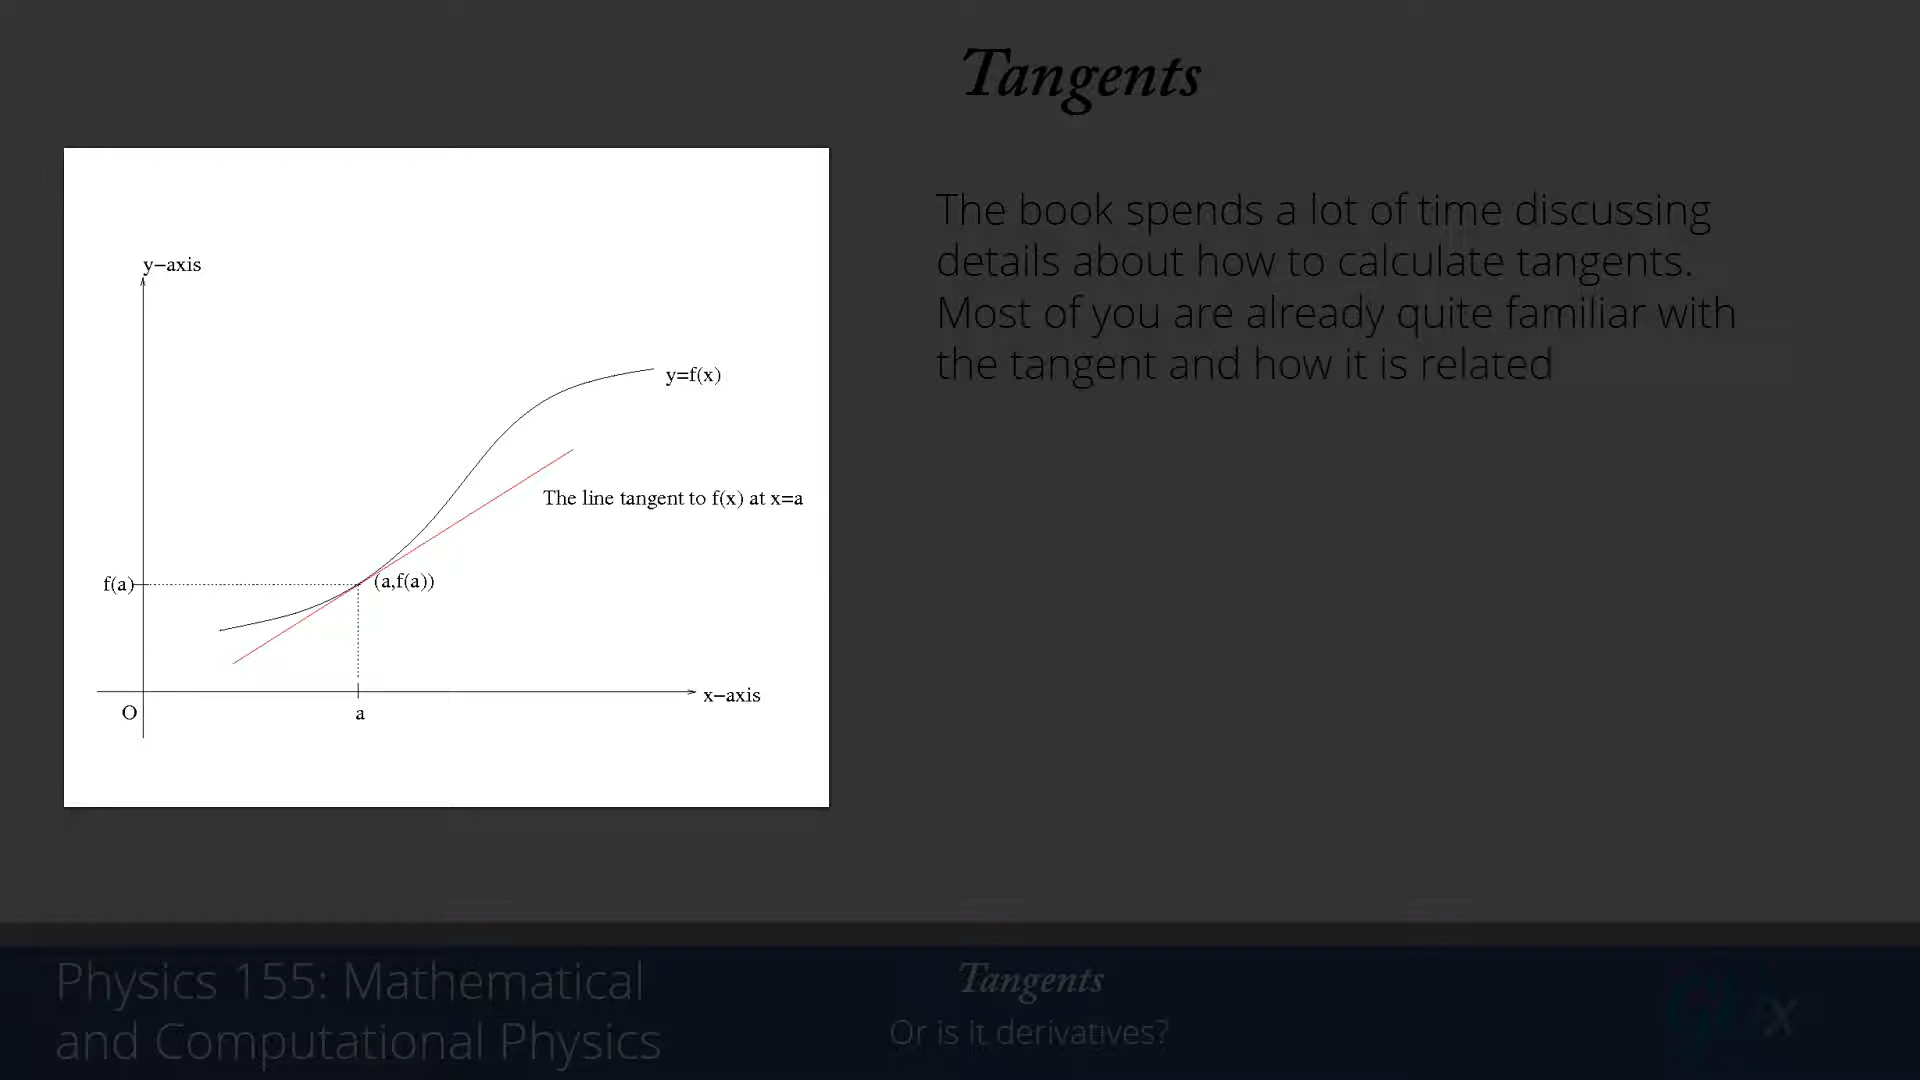 Tangents
The book spends a lot of time discussing
details about how to calculate tangents.
Most of you are already quite familiar with
the tangent and how it is related
y–axis
y=f(x)
The line tangent to f(x) at x=a
f(a)
(a,f(a))
x–axis
O
a
Physics 155: Mathematical
and Computational Physics
Tangents
Or is it derivatives?